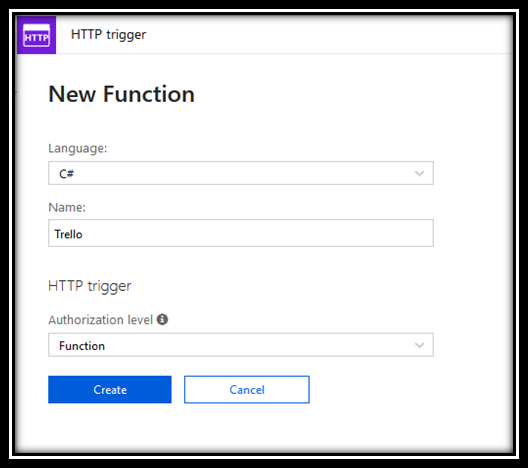 HTTP
HTTP trigger
New Function
Language:
C#
Name:
Trello
HTTP trigger
Authorization level
Function
Create Cancel